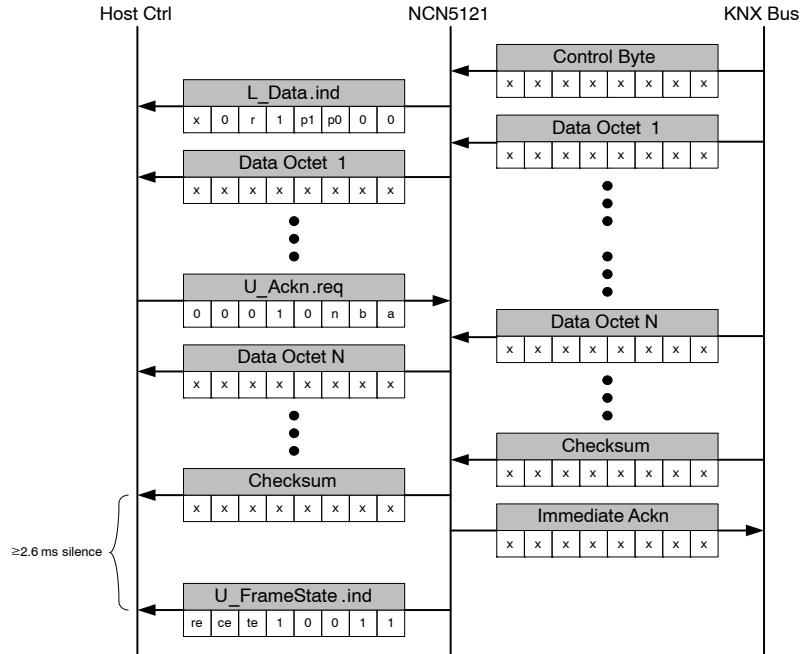 Host Ctrl NCN5121 KNX Bus
Control Byte
x x x x x x x x
L_Data.ind
x 0 r 1 p1 p0 0 0
Data Octet 1
x x x x x x x x
Data Octet 1
x x x x x x x x
U_Ackn.req
0 0 0 1 0 n b a
Data Octet N
x x x x x x x x
Data Octet N
x x x x x x x x
Checksum
x x x x x x x x
Checksum
x x x x x x x x
Immediate Ackn
x x x x x x x x
≥2.6 ms silence
U_FrameState.ind
re ce te 1 0 0 1 1